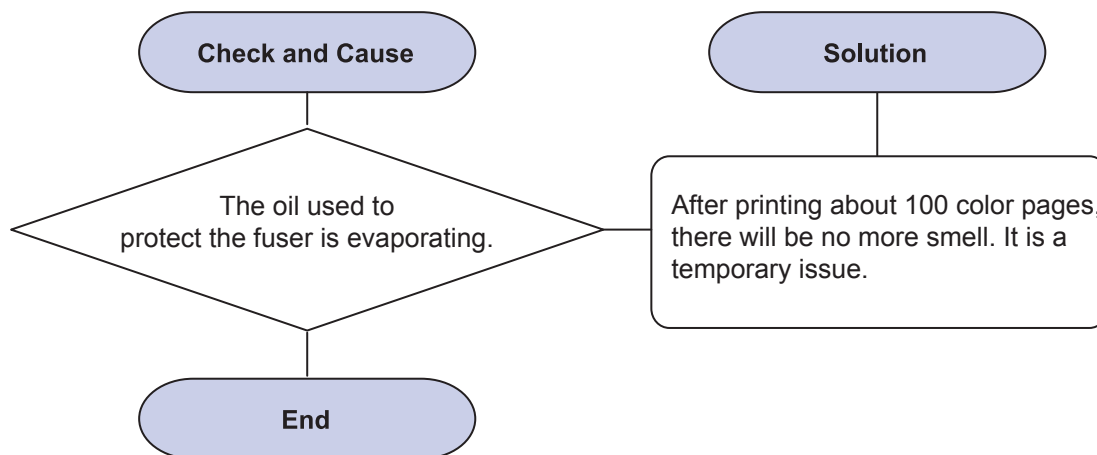 Check and Cause
Solution
The oil used to
protect the fuser is evaporating.
After printing about 100 color pages,
there will be no more smell. It is a
temporary issue.
End